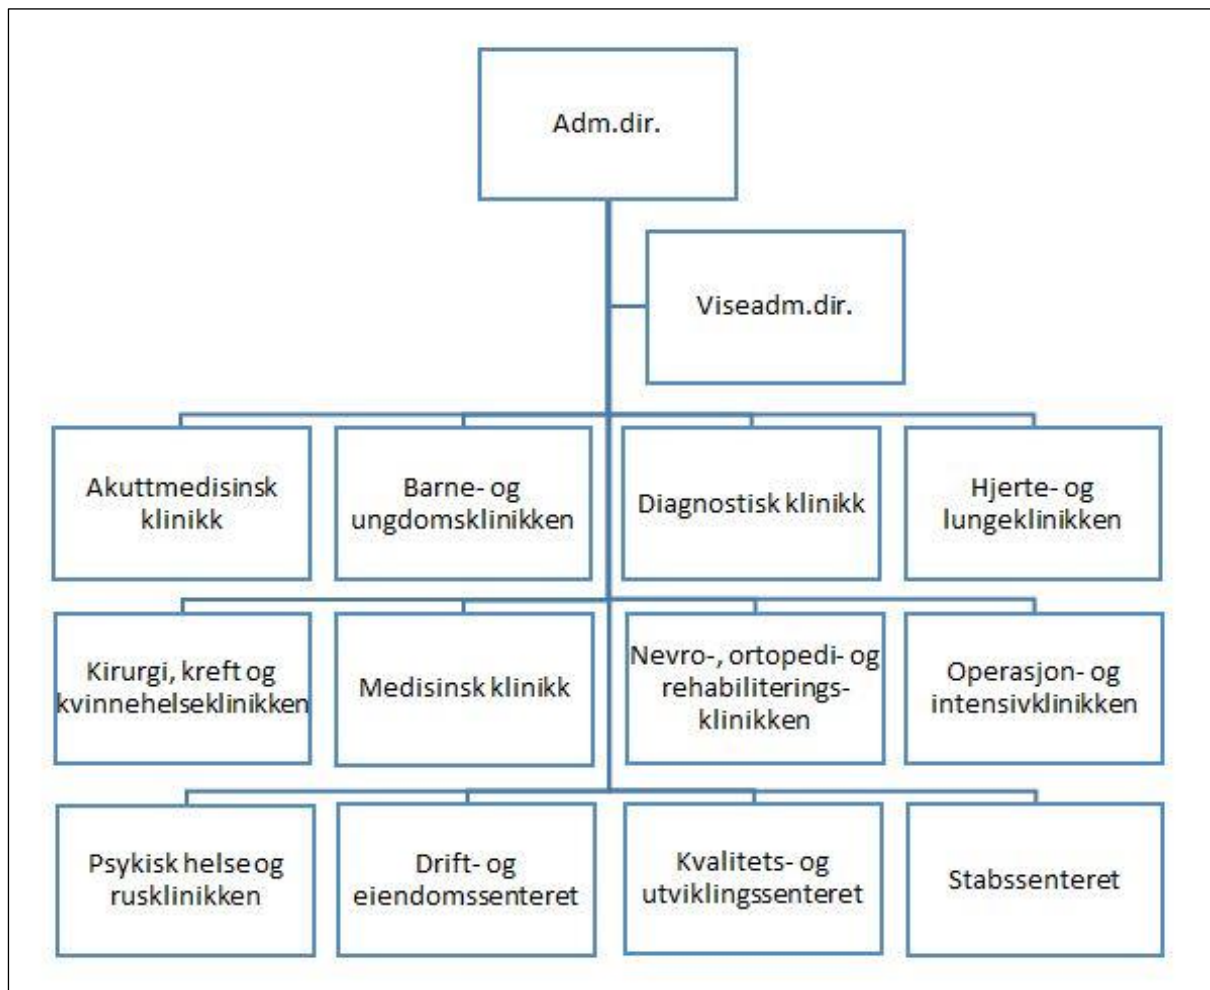 Adm.dir.
Viseadm.dir.
Akuttmedisinsk
klinikk
Barne- og
ungdomsklinikken
Diagnostisk klinikk
Hjerte- og
lungeklinikken
Kirurgi, kreft og
kvinnehelseklinikken
Medisinsk klinikk
Nevro-, ortopedi- og
rehabiliterings-
klinikken
Operasjon- og
intensivklinikken
Psykisk helse og
rusklinikken
Drift- og
eiendomssenteret
Kvalitets- og
utviklingssenteret
Stabssenteret